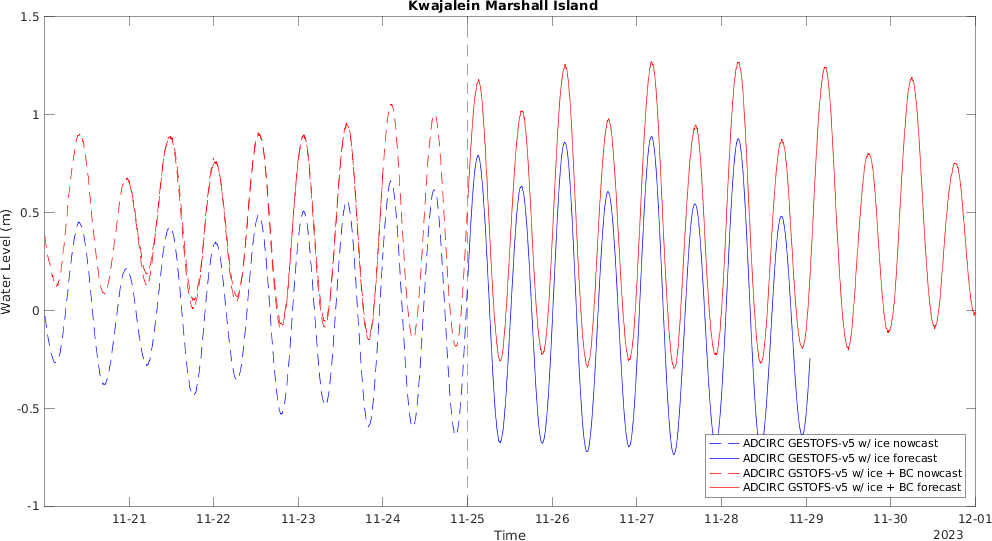 Kwajalein Marshall Island
1.5
1
0.5
0
-0.5
-1
Water Level (m)
11-21
11-22
11-23
11-24
11-25
11-26
11-27
11-28
11-29
11-30
12-01
Time
2023
ADCIRC GESTOFS-v5 w/ ice nowcast
ADCIRC GESTOFS-v5 w/ ice forecast
ADCIRC GSTOFS-v5 w/ ice + BC nowcast
ADCIRC GSTOFS-v5 w/ ice + BC forecast